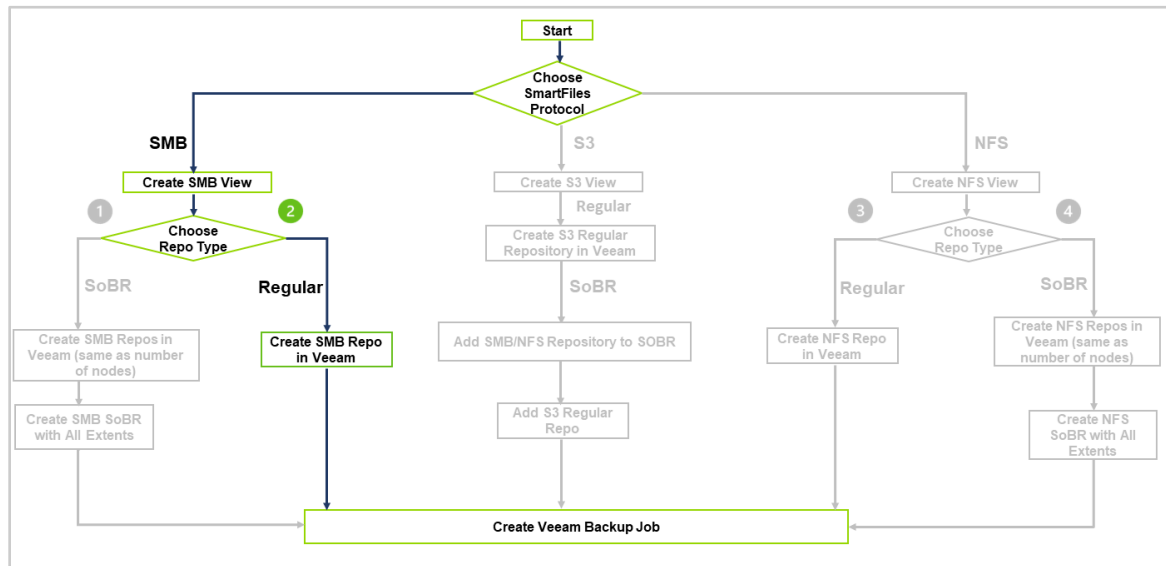 Start
Choose
SmartFiles
Protocol
SMB
S3
NFS
Create SMB View
Create S3 View
Create NFS View
1
2
Choose
Repo Type
Regular
3
4
Choose
Repo Type
Create S3 Regular
Repository in Veeam
SoBR
Regular
SoBR
Regular
SoBR
Create SMB Repos in
Veeam (same as number
of nodes)
Create SMB Repo
in Veeam
Add SMB/NFS Repository to SOBR
Create NFS Repo
in Veeam
Create NFS Repos in
Veeam (same as
number of nodes)
Create SMB SoBR
with All Extents
Add S3 Regular
Repo
Create NFS
SoBR with All
Extents
Create Veeam Backup Job